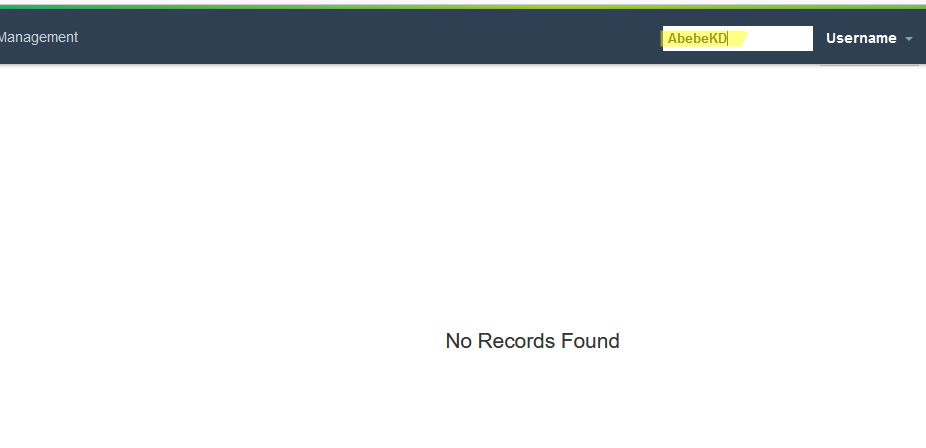 Management
AbebeKD
Username
No Records Found